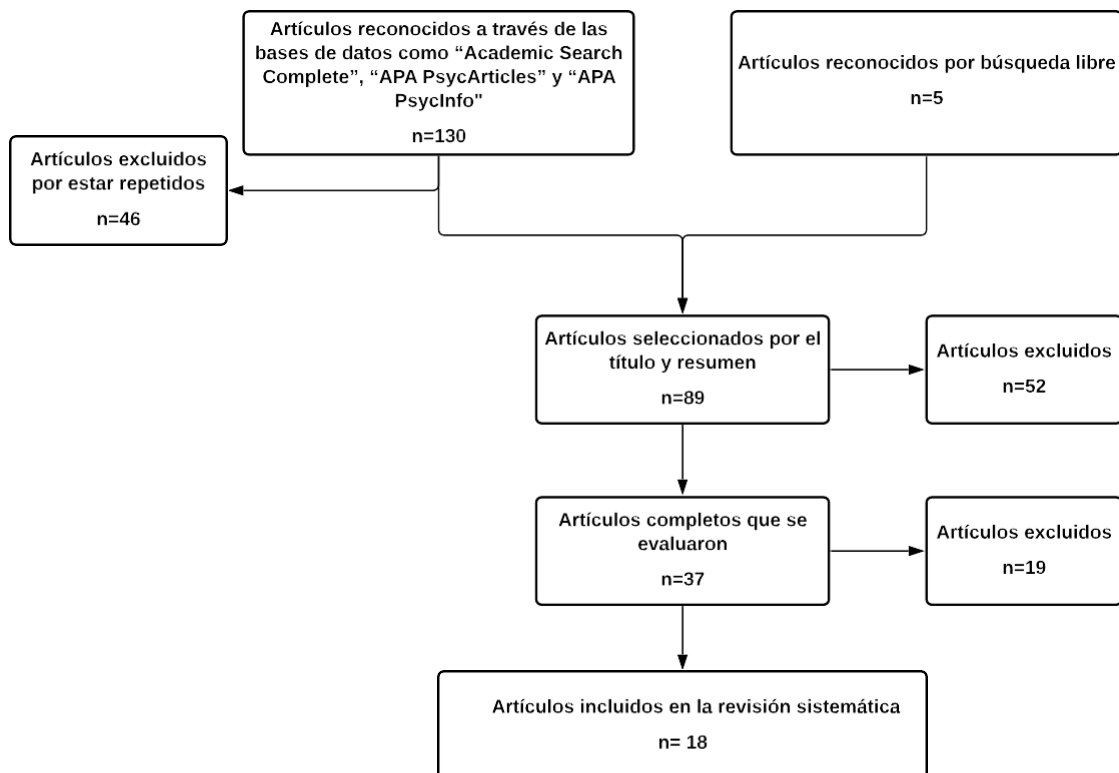 Artículos reconocidos a través de las
bases de datos como “Academic Search
Complete”, “APA PsycArticles” y “APA
PsycInfo"
n=130
Artículos reconocidos por búsqueda libre
n=5
Artículos excluidos
por estar repetidos
n=46
Artículos seleccionados por el
título y resumen
n=89
Artículos excluidos
n=52
Artículos completos que se
evaluaron
n=37
Artículos excluidos
n=19
Artículos incluidos en la revisión sistemática
n= 18